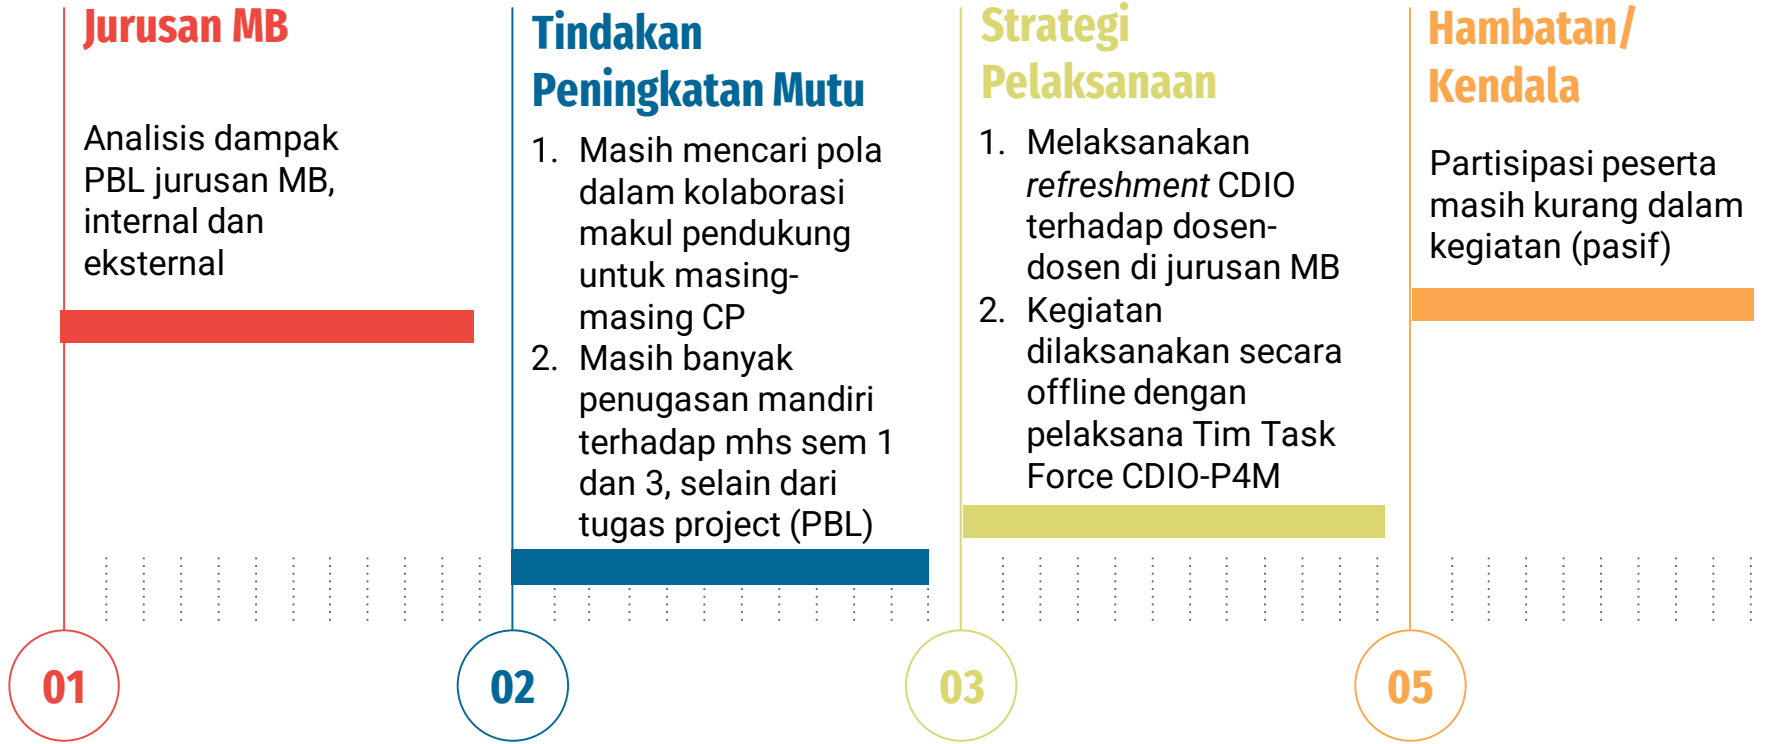 Jurusan MB
Analisis dampak
PBL jurusan MB,
internal dan
eksternal
01
Tindakan
Peningkatan Mutu
1. Masih mencari pola
dalam kolaborasi
makul pendukung
untuk masing-
masing CP
2. Masih banyak
penugasan mandiri
terhadap mhs sem 1
dan 3, selain dari
tugas project (PBL)
02
Strategi
Pelaksanaan
1. Melaksanakan
refreshment CDIO
terhadap dosen-
dosen di jurusan MB
2. Kegiatan
dilaksanakan secara
offline dengan
pelaksana Tim Task
Force CDIO-P4M
03
Hambatan/
Kendala
Partisipasi peserta
masih kurang dalam
kegiatan (pasif)
05